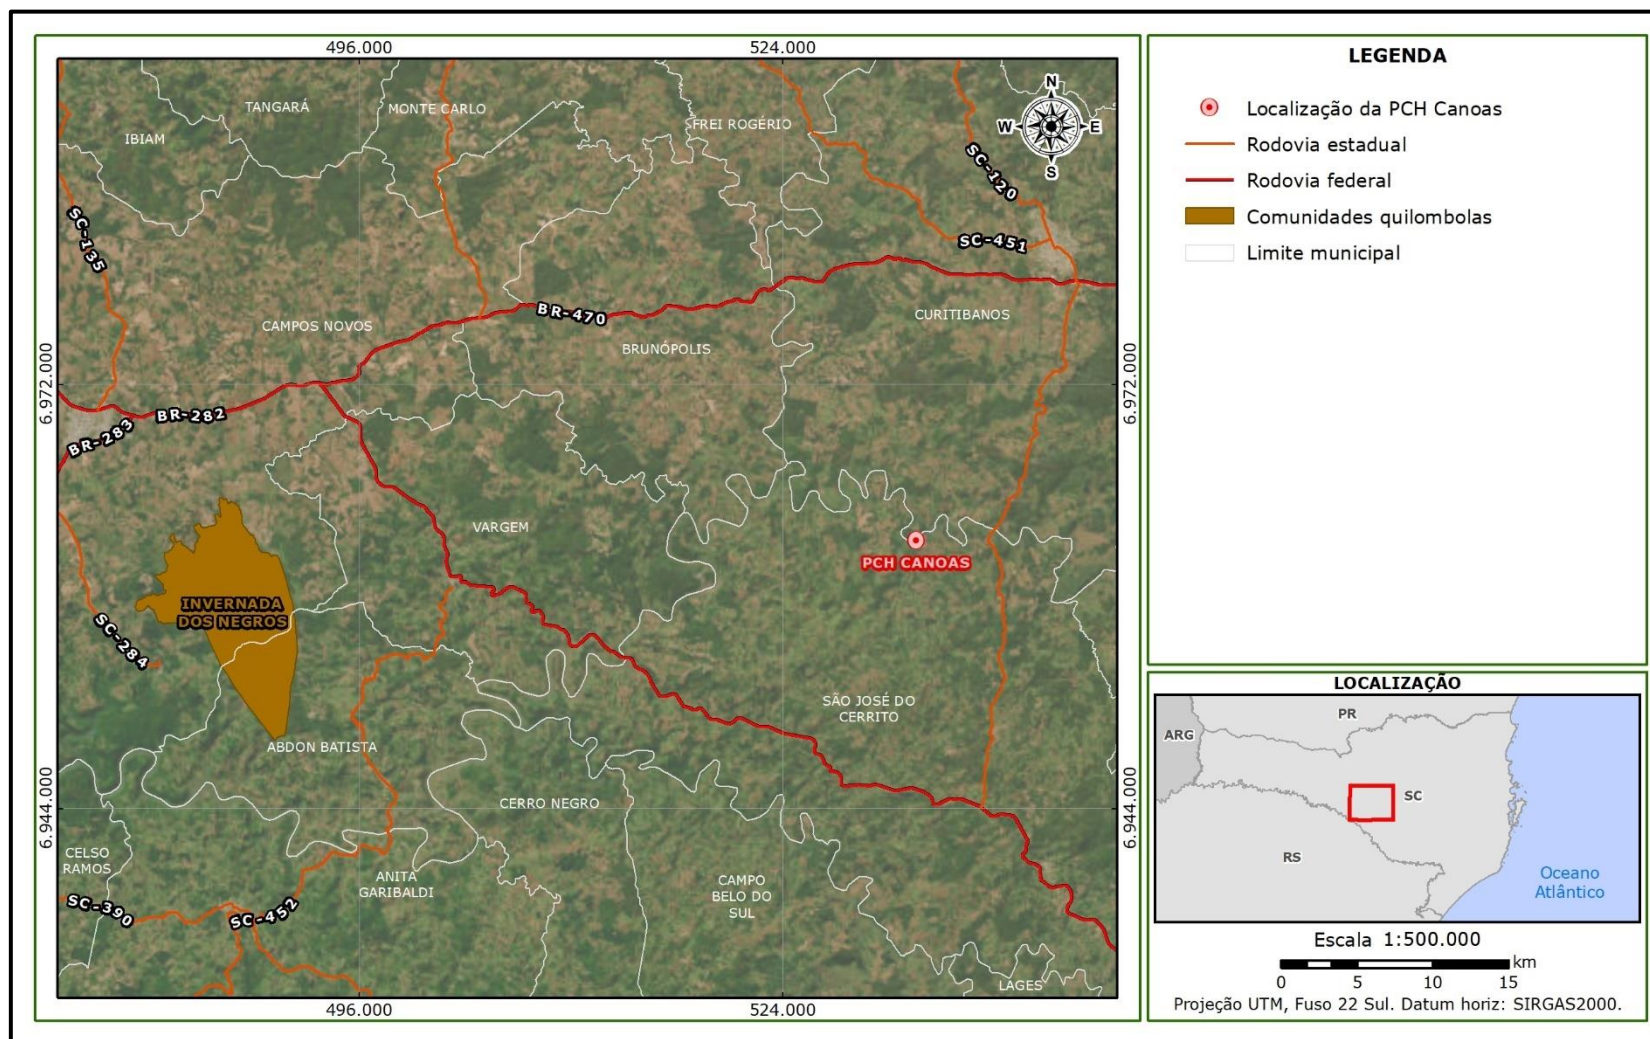 496.000
524.000
TANGARÁ
MONTE CARLO
IBIAM
FREI ROGÉRIO
N
W
E
S
SC-120
SC-135
SC-451
BR-470
CAMPOS NOVOS
CURITIBANOS
BRUNÓPOLIS
6.972.000
6.972.000
BR-282
BR-283
VARGEM
PCH CANOAS
INVERNADA
DOS NEGROS
SC-284
SÃO JOSÉ DO
CERRITO
ABDON BATISTA
CERRO NEGRO
6.944.000
6.944.000
CELSO
RAMOS
ANITA
GARIBALDI
CAMPO
BELO DO
SUL
SC-390
SC-452
LAGES
496.000
524.000
LEGENDA
Localização da PCH Canoas
Rodovia estadual
Rodovia federal
Comunidades quilombolas
Limite municipal
LOCALIZAÇÃO
PR
ARG
SC
RS
Oceano
Atlântico
Escala 1:500.000
0 5 10 15 km
Projeção UTM, Fuso 22 Sul. Datum horiz: SIRGAS2000.